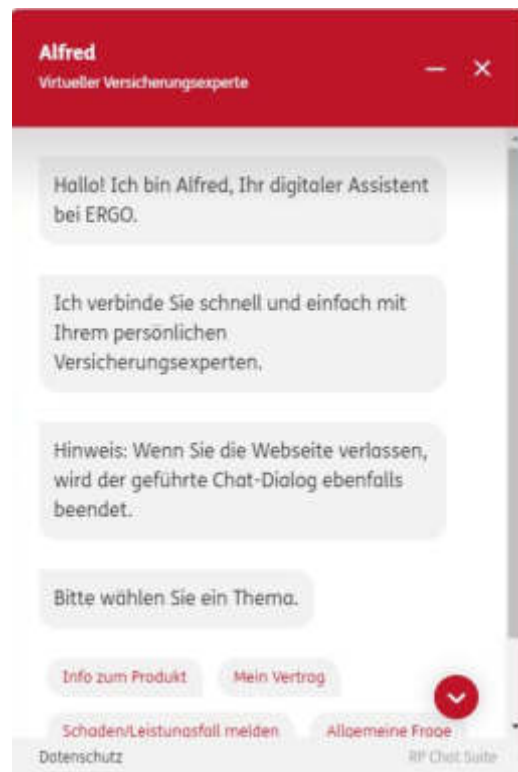 Alfred
Virtueller Versicherungsexperte
Hallo! Ich bin Alfred, Ihr digitaler Assistent
bei ERGO.
Ich verbinde Sie schnell und einfach mit
Ihrem persönlichen
Versicherungsexperten.
Hinweis: Wenn Sie die Webseite verlassen,
wird der geführte Chat-Dialog ebenfalls
beendet.
Bitte wählen Sie ein Thema.
Info zum Produkt Mein Vertrag
Schaden/Leistungsfall melden Allgemeine Frage
Datenschutz Chat Suite